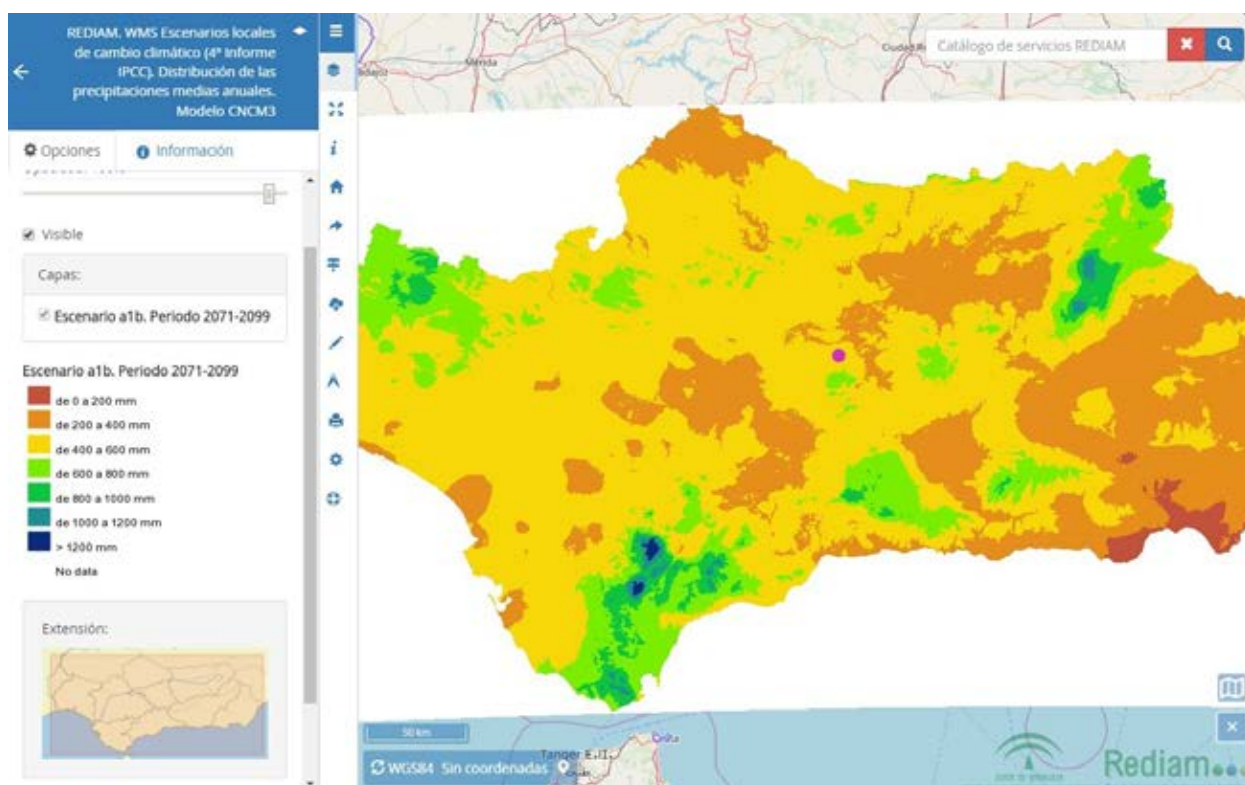 REDIAM. WMS Escenarios locales
de cambio climático (4º Informe
IPCC). Distribución de las
precipitaciones medias anuales.
Modelo CNCM3
Opciones
Información
Visible
Capas:
Escenario a1b. Periodo 2071-2099
Escenario a1b. Periodo 2071-2099
de 0 a 200 mm
de 200 a 400 mm
de 400 a 600 mm
de 600 a 800 mm
de 800 a 1000 mm
de 1000 a 1200 mm
> 1200 mm
No data
Extensión:
Catálogo de servicios REDIAM
Mérida
50 km
WGS84 Sin coordenadas
Tanger
Ceuta
Rediam